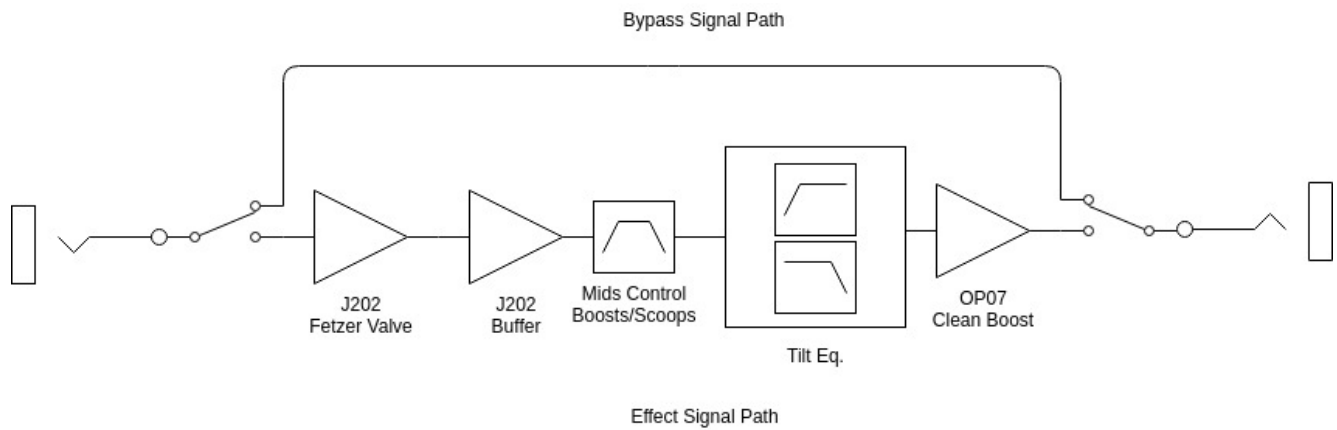 Bypass Signal Path
J202
Fetzer Valve
J202
Buffer
Mids Control
Boosts/Scoops
Tilt Eq.
OP07
Clean Boost
Effect Signal Path